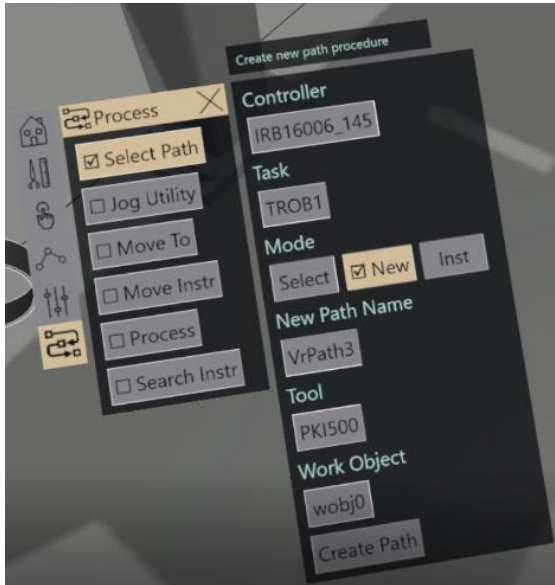 Create new path procedure
Process
Select Path
Jog Utility
Move To
Move Instr
Process
Search Instr
Controller
IRB16006_145
Task
TROB1
Mode
Select New Inst
New Path Name
VrPath3
Tool
PKI500
Work Object
wobj0
Create Path